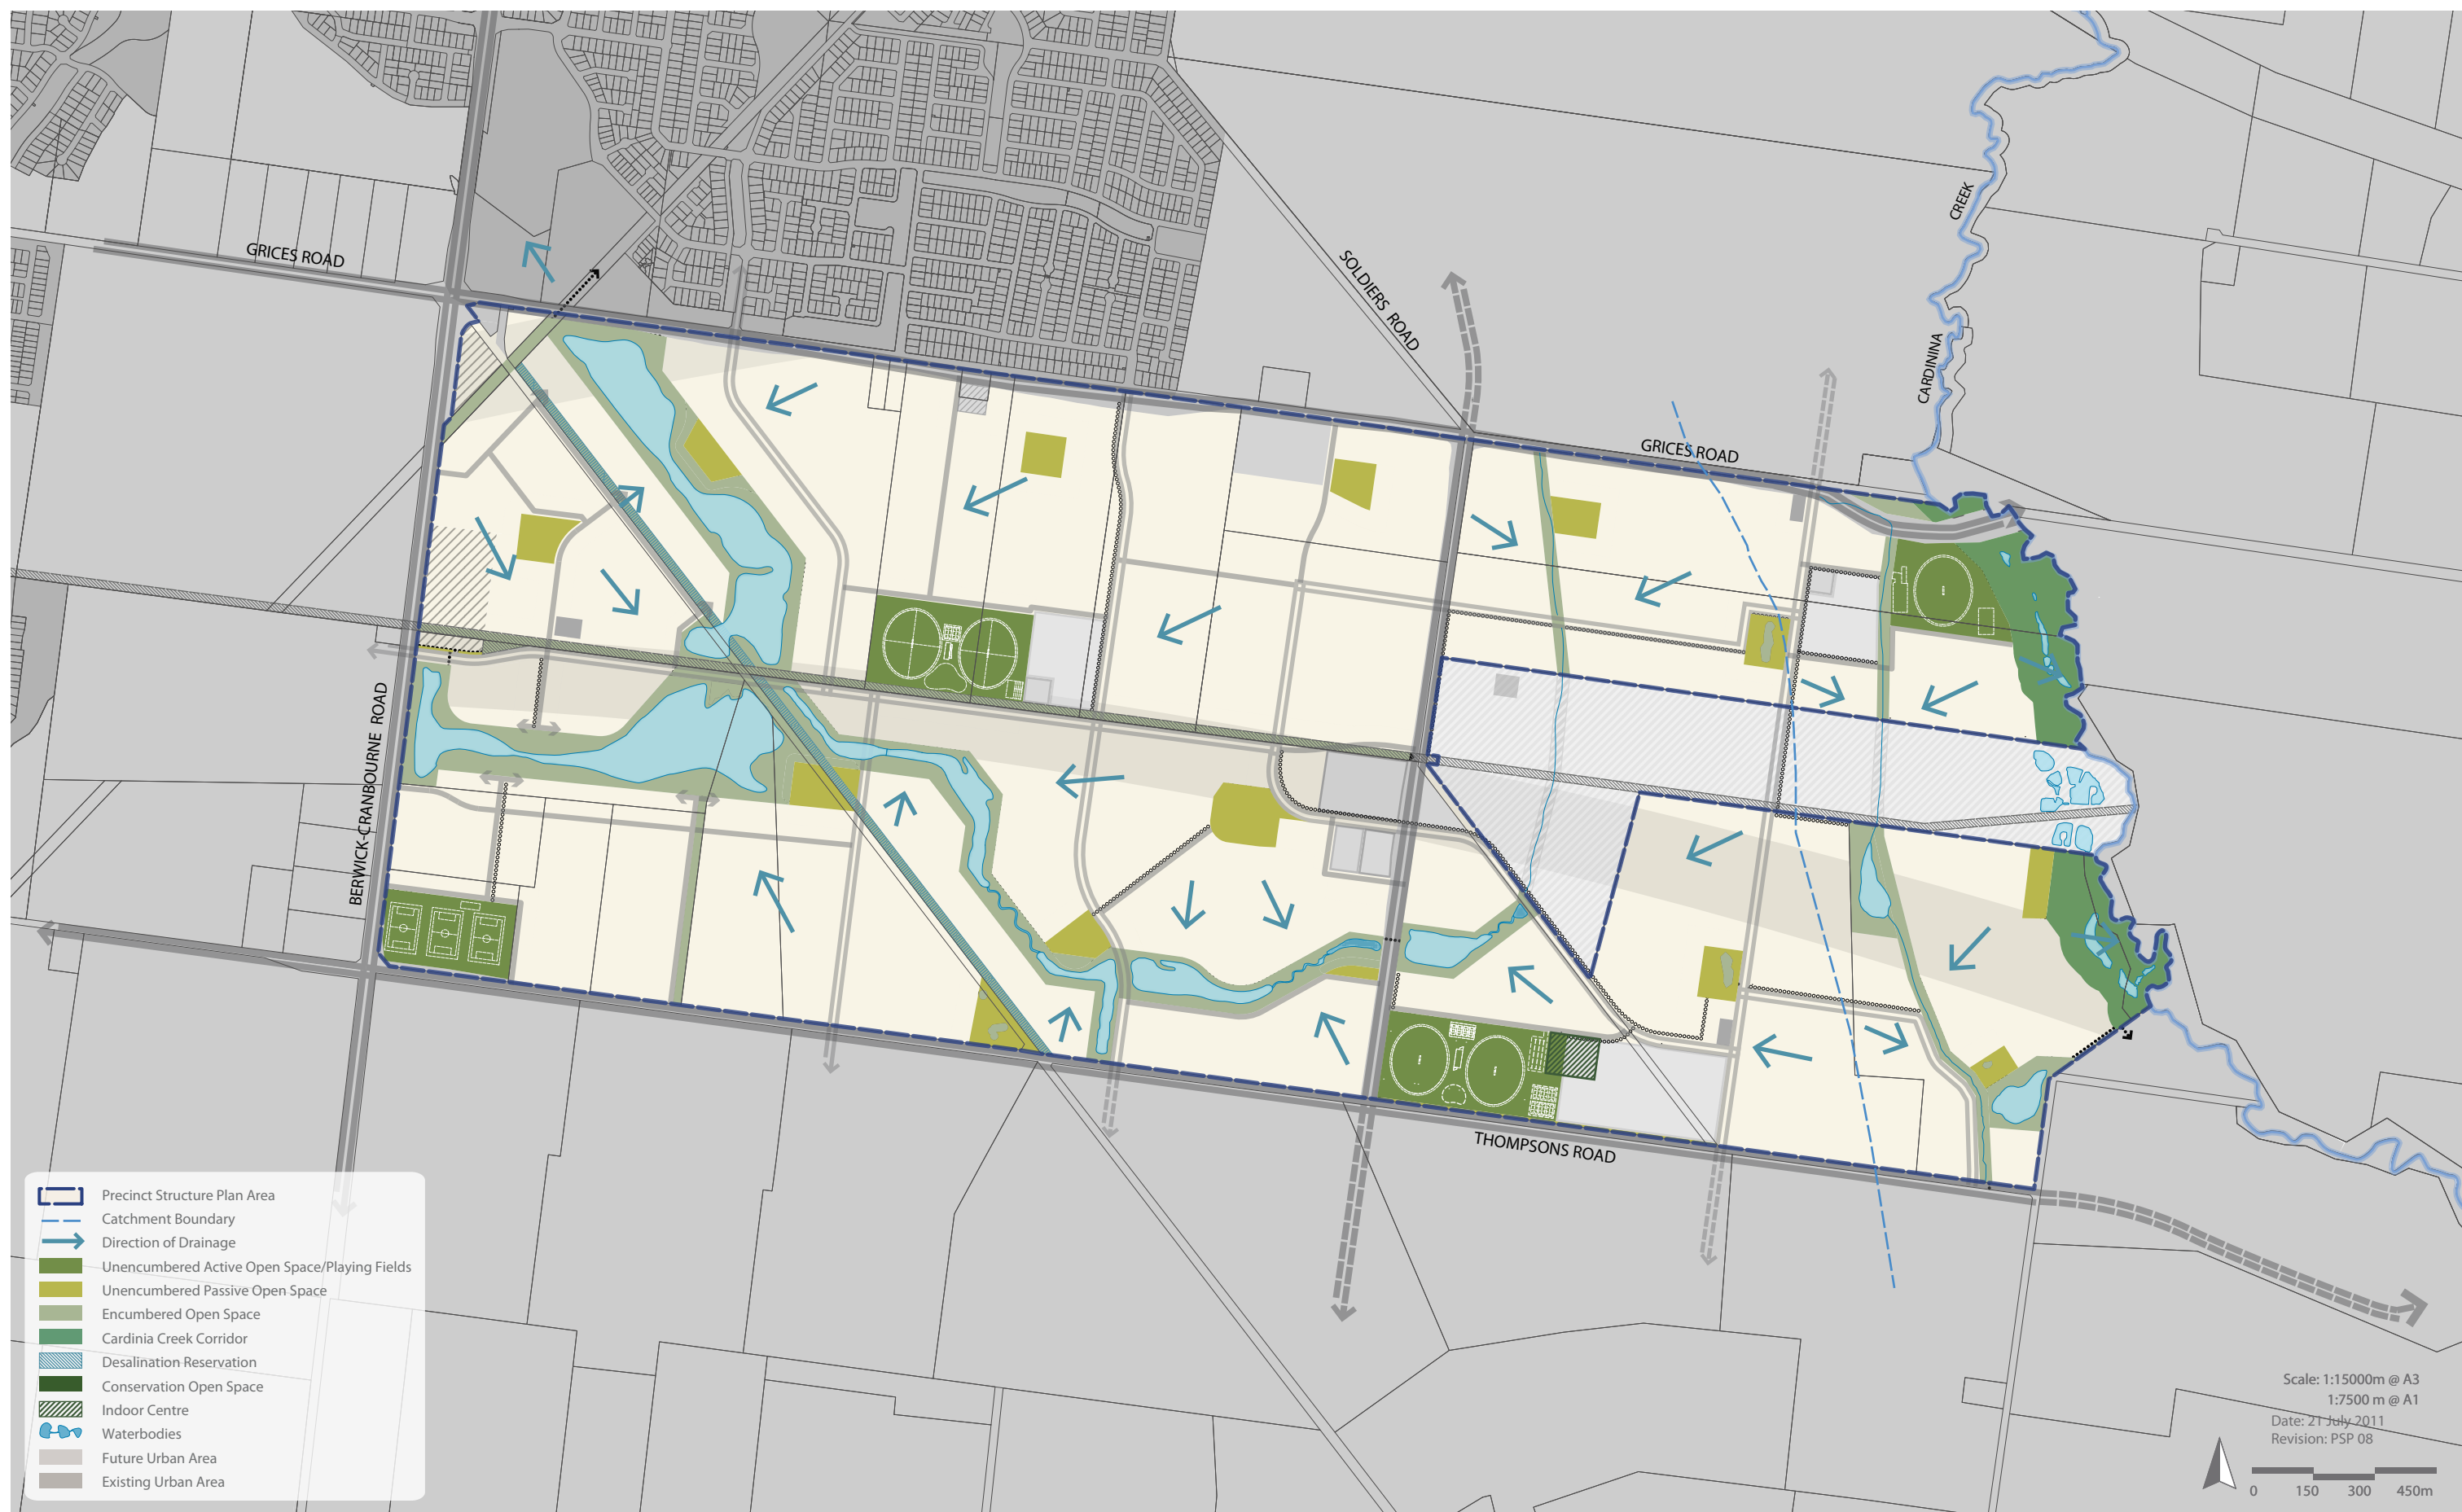 GRICES ROAD
SOLDIERS ROAD
CREEK
CARDINIA
GRICES ROAD
BERWICK-CRANBOURNE ROAD
THOMPSONS ROAD
Precinct Structure Plan Area
Catchment Boundary
Direction of Drainage
Unencumbered Active Open Space/Playing Fields
Unencumbered Passive Open Space
Encumbered Open Space
Cardinia Creek Corridor
Desalination Reservation
Conservation Open Space
Indoor Centre
Waterbodies
Future Urban Area
Existing Urban Area
Scale: 1:15000m @ A3
1:7500 m @ A1
Date: 21 July 2011
Revision: PSP 08
0 150 300 450m